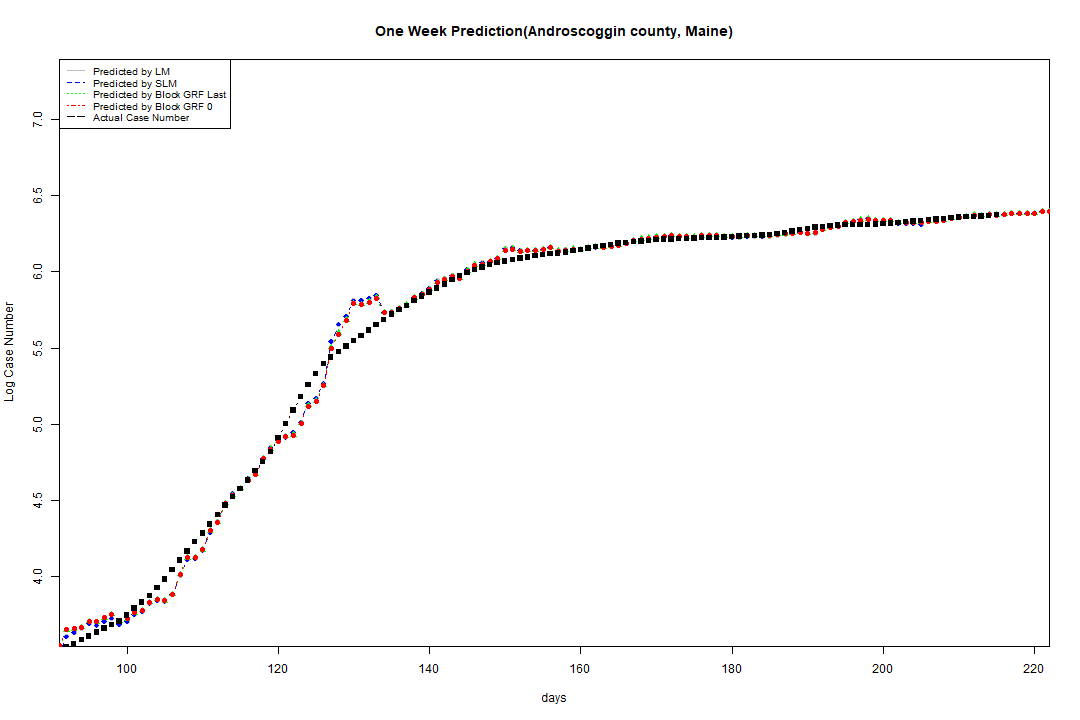 One Week Prediction(Androscoggin county, Maine)
Predicted by LM
Predicted by SLM
Predicted by Block GRF Last
Predicted by Block GRF 0
Actual Case Number
7.0
6.5
6.0
5.5
5.0
4.5
4.0
Log Case Number
100 120 140 160 180 200 220
days